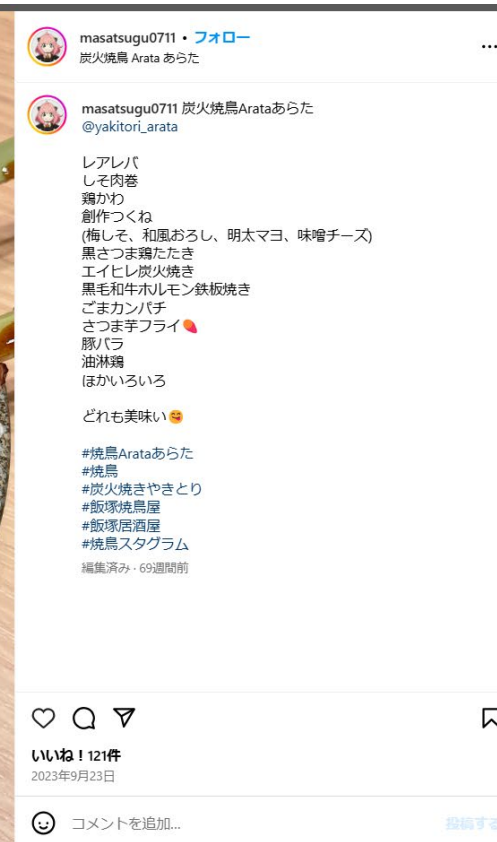 masatsugu0711 • フォロー
炭火焼鳥 Arata あらた
masatsugu0711 炭火焼鳥Arataあらた
@yakitori_arata
レアレバ
しそ肉巻
鶏かわ
創作つくね
(梅しそ、和風おろし、明太マヨ、味噌チーズ)
黒さつま鶏たたき
エイヒレ炭火焼き
黒毛和牛ホルモン鉄板焼き
ごまカンパチ
さつま芋フライ🍠
豚バラ
油淋鶏
ほかいろいろ
どれも美味い😋
#焼鳥Arataあらた
#焼鳥
#炭火焼きやきとり
#飯塚焼鳥屋
#飯塚居酒屋
#焼鳥スタグラム
編集済み · 69週間前
いいね！121件
2023年9月23日
コメントを追加...
投稿する